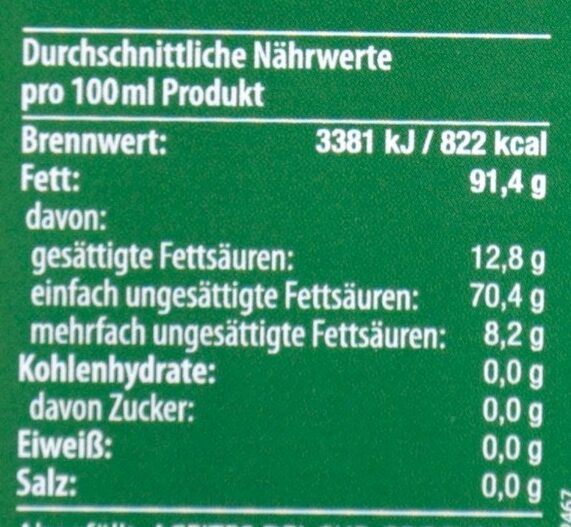 Durchschnittliche Nährwerte
pro 100 ml Produkt
Brennwert: 3381 kJ / 822 kcal
Fett: 91,4 g
davon:
gesättigte Fettsäuren: 12,8 g
einfach ungesättigte Fettsäuren: 70,4 g
mehrfach ungesättigte Fettsäuren: 8,2 g
Kohlenhydrate: 0,0 g
davon Zucker: 0,0 g
Eiweiß: 0,0 g
Salz: 0,0 g